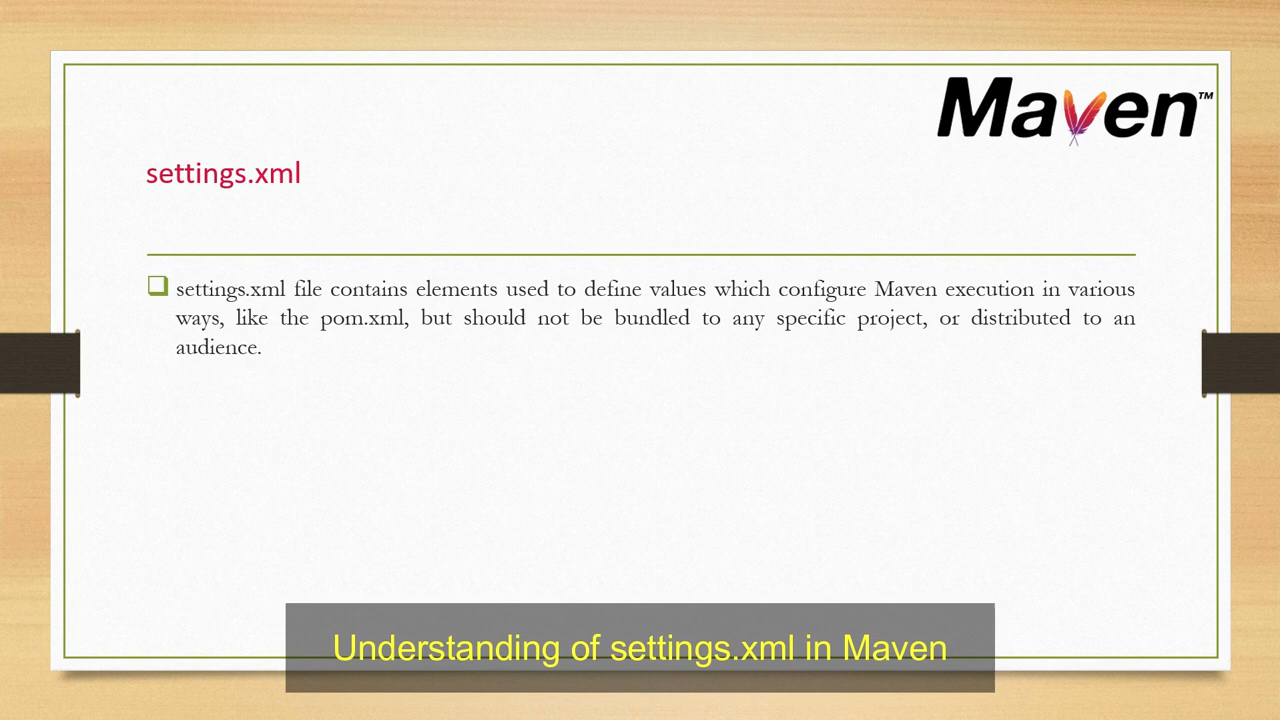 Maven™
settings.xml
settings.xml file contains elements used to define values which configure Maven execution in various
ways, like the pom.xml, but should not be bundled to any specific project, or distributed to an
audience.
Understanding of settings.xml in Maven